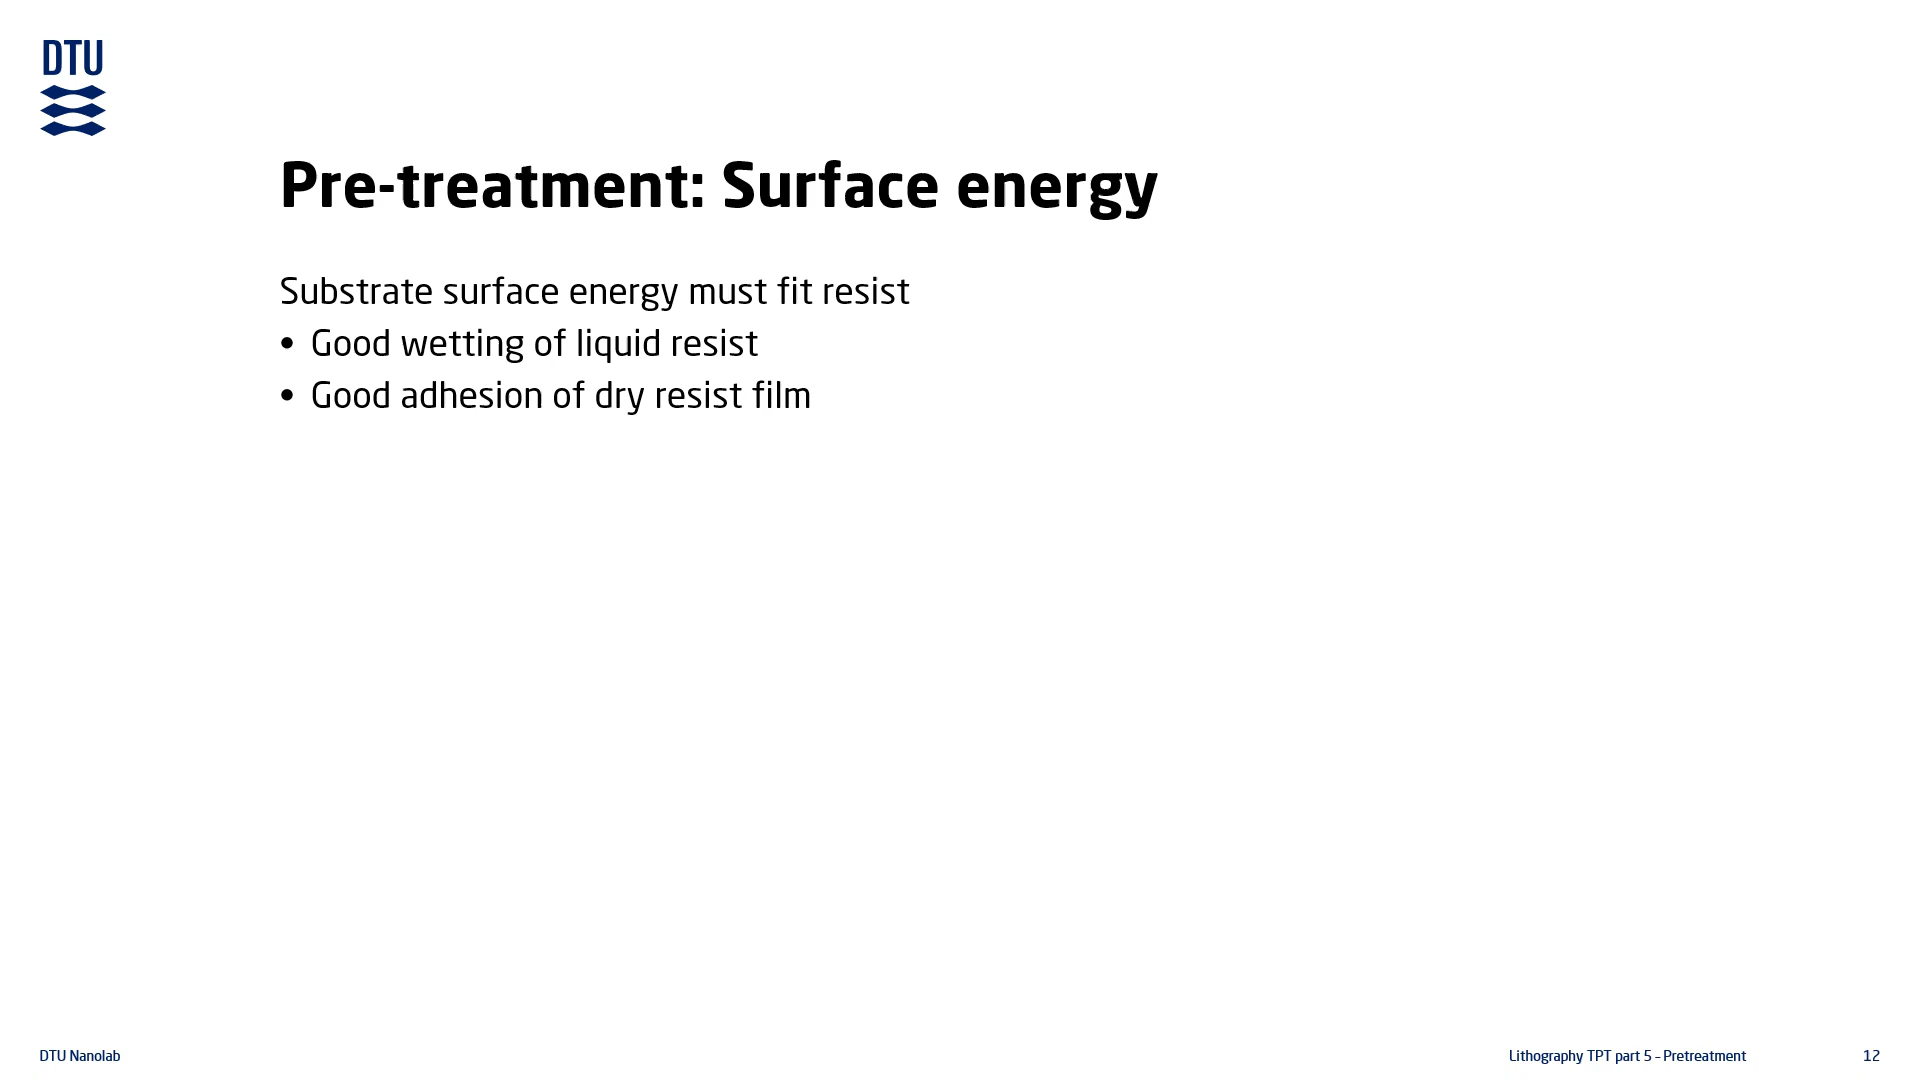 DTU
Pre-treatment: Surface energy
Substrate surface energy must fit resist
• Good wetting of liquid resist
• Good adhesion of dry resist film
DTU Nanolab
Lithography TPT part 5 – Pretreatment
12